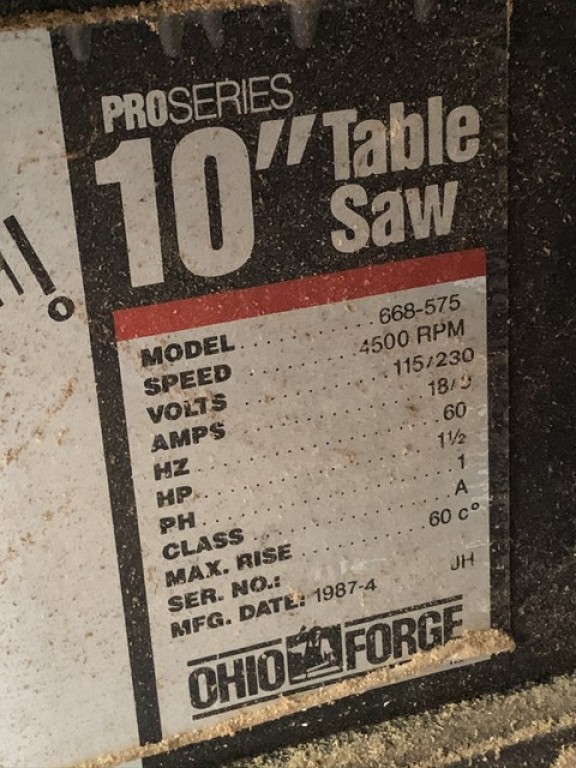 PROSERIES
10" Table Saw
H!
MODEL 668-575
SPEED 4500 RPM
VOLTS 115/230
AMPS
HZ 60
HP 1½
PH 1
CLASS A
MAX. RISE 60 c°
SER. NO.:
MFG. DATE: 1987-4 JH
OHIO FORGE